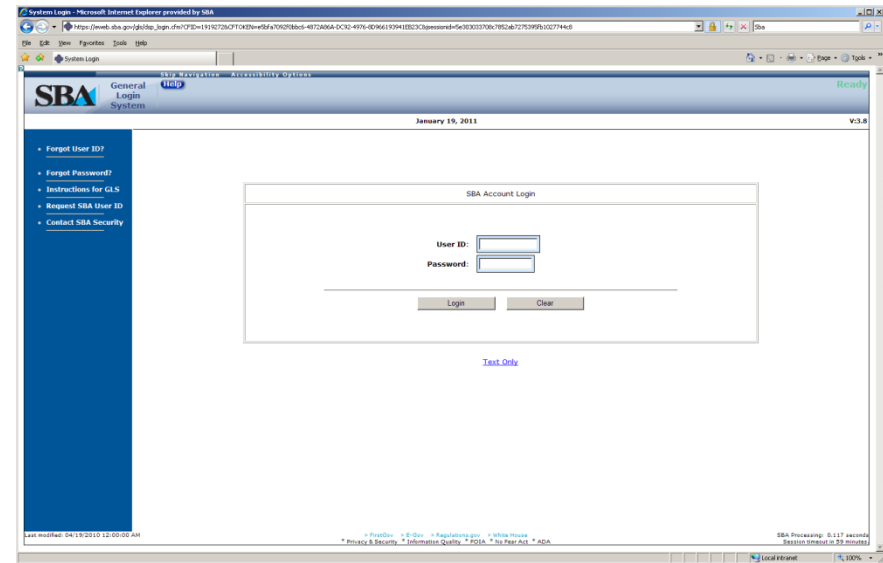 System Login - Microsoft Internet Explorer provided by SBA
Sba
File Edit View Favorites Tools Help
System Login
Page Tools
Skip Navigation Accessibility Options
SBA General Login System
Help
Ready
January 19, 2011
V:3.8
Forgot User ID?
Forgot Password?
Instructions for GLS
Request SBA User ID
Contact SBA Security
SBA Account Login
User ID:
Password:
Login Clear
Text Only
Last modified: 04/19/2010 12:00:00 AM
* FirstGov * E-Gov * Regulations.gov * White House
* Privacy & Security * Information Quality * FOIA * No Fear Act * ADA
SBA Processing: 0.117 seconds
Session timeout in 59 minutes
Local intranet
100%